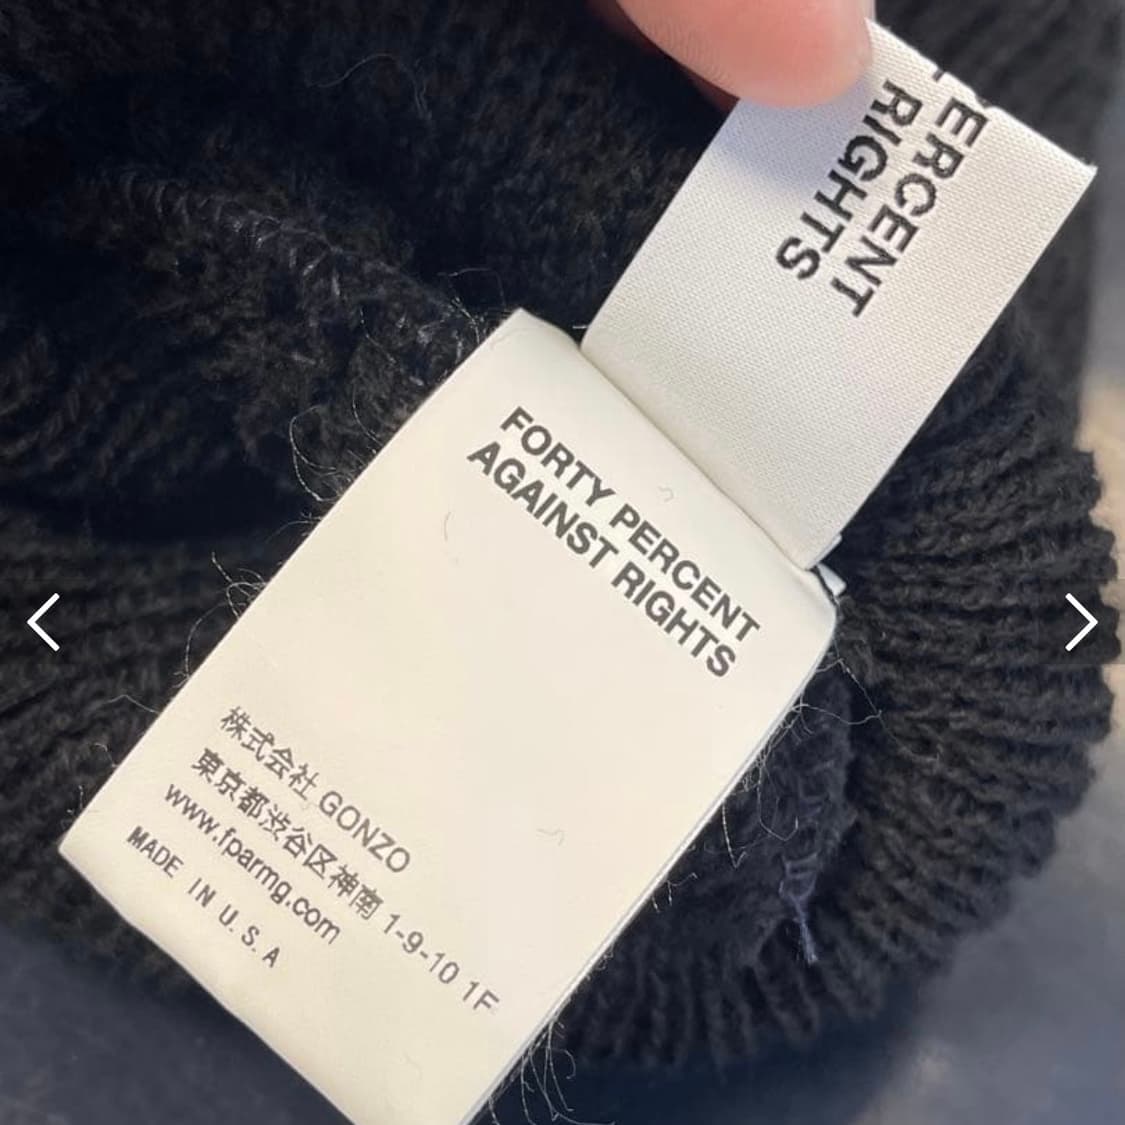 PERCENT
RIGHTS
FORTY PERCENT
AGAINST RIGHTS
株式会社 GONZO
東京都渋谷区神南 1-9-10 1F
www.fparmg.com
MADE IN U.S.A